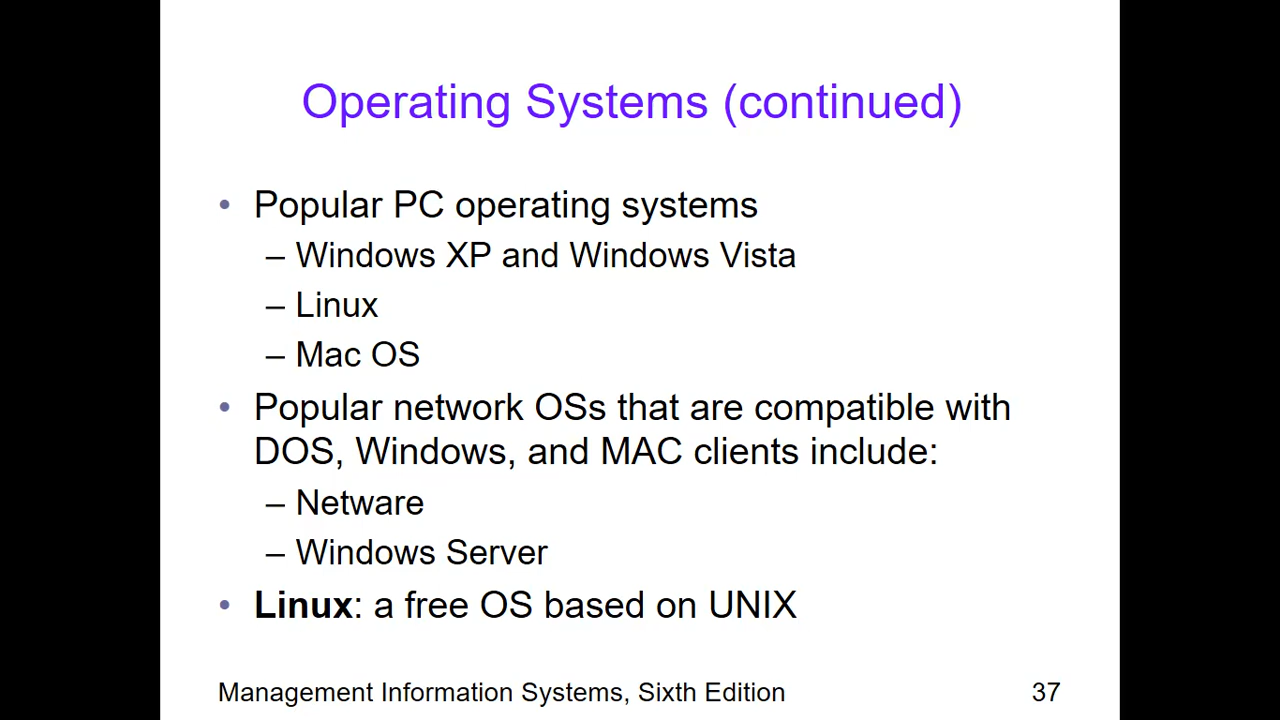 Operating Systems (continued)
• Popular PC operating systems
– Windows XP and Windows Vista
– Linux
– Mac OS
• Popular network OSs that are compatible with
DOS, Windows, and MAC clients include:
– Netware
– Windows Server
• Linux: a free OS based on UNIX
Management Information Systems, Sixth Edition 37